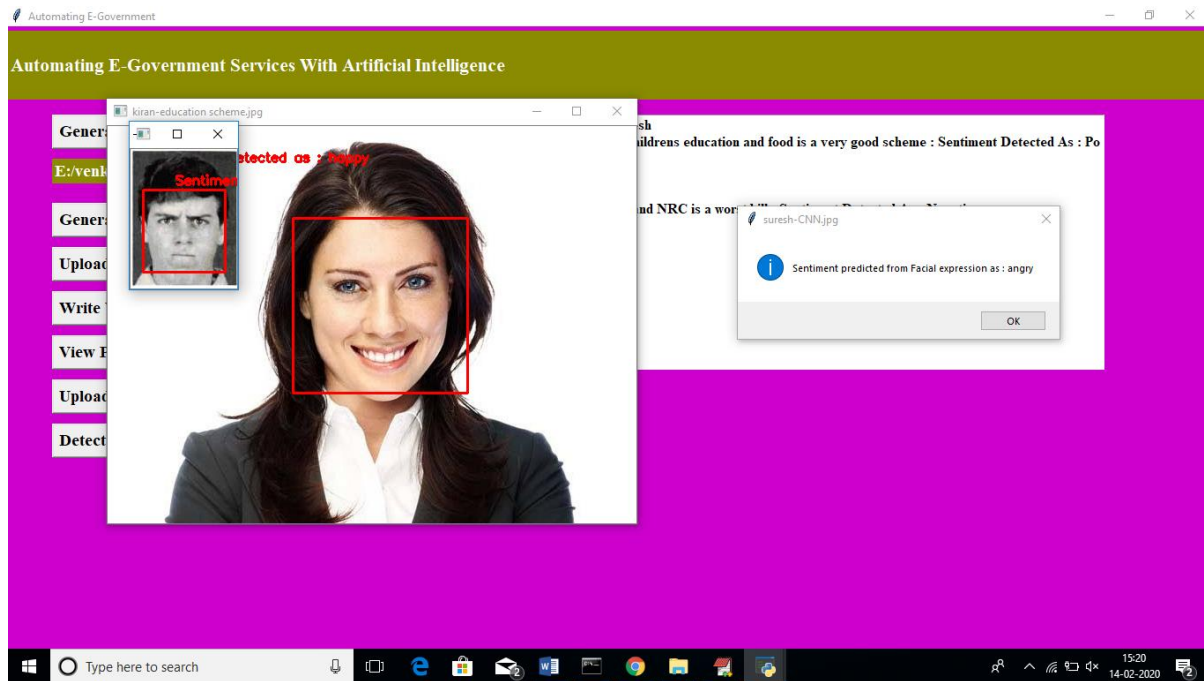 Automating E-Government
Automating E-Government Services With Artificial Intelligence
kiran-education scheme.jpg
Gener
E:/venk
Gener
Upload
Write
View
Upload
Detect
etected as : happy
Sentimen
sh
hildrens education and food is a very good scheme : Sentiment Detected As : Po
nd NRC is a wor
suresh-CNN.jpg
Sentiment predicted from Facial expression as : angry
OK
Type here to search
2
15:20
14-02-2020
2